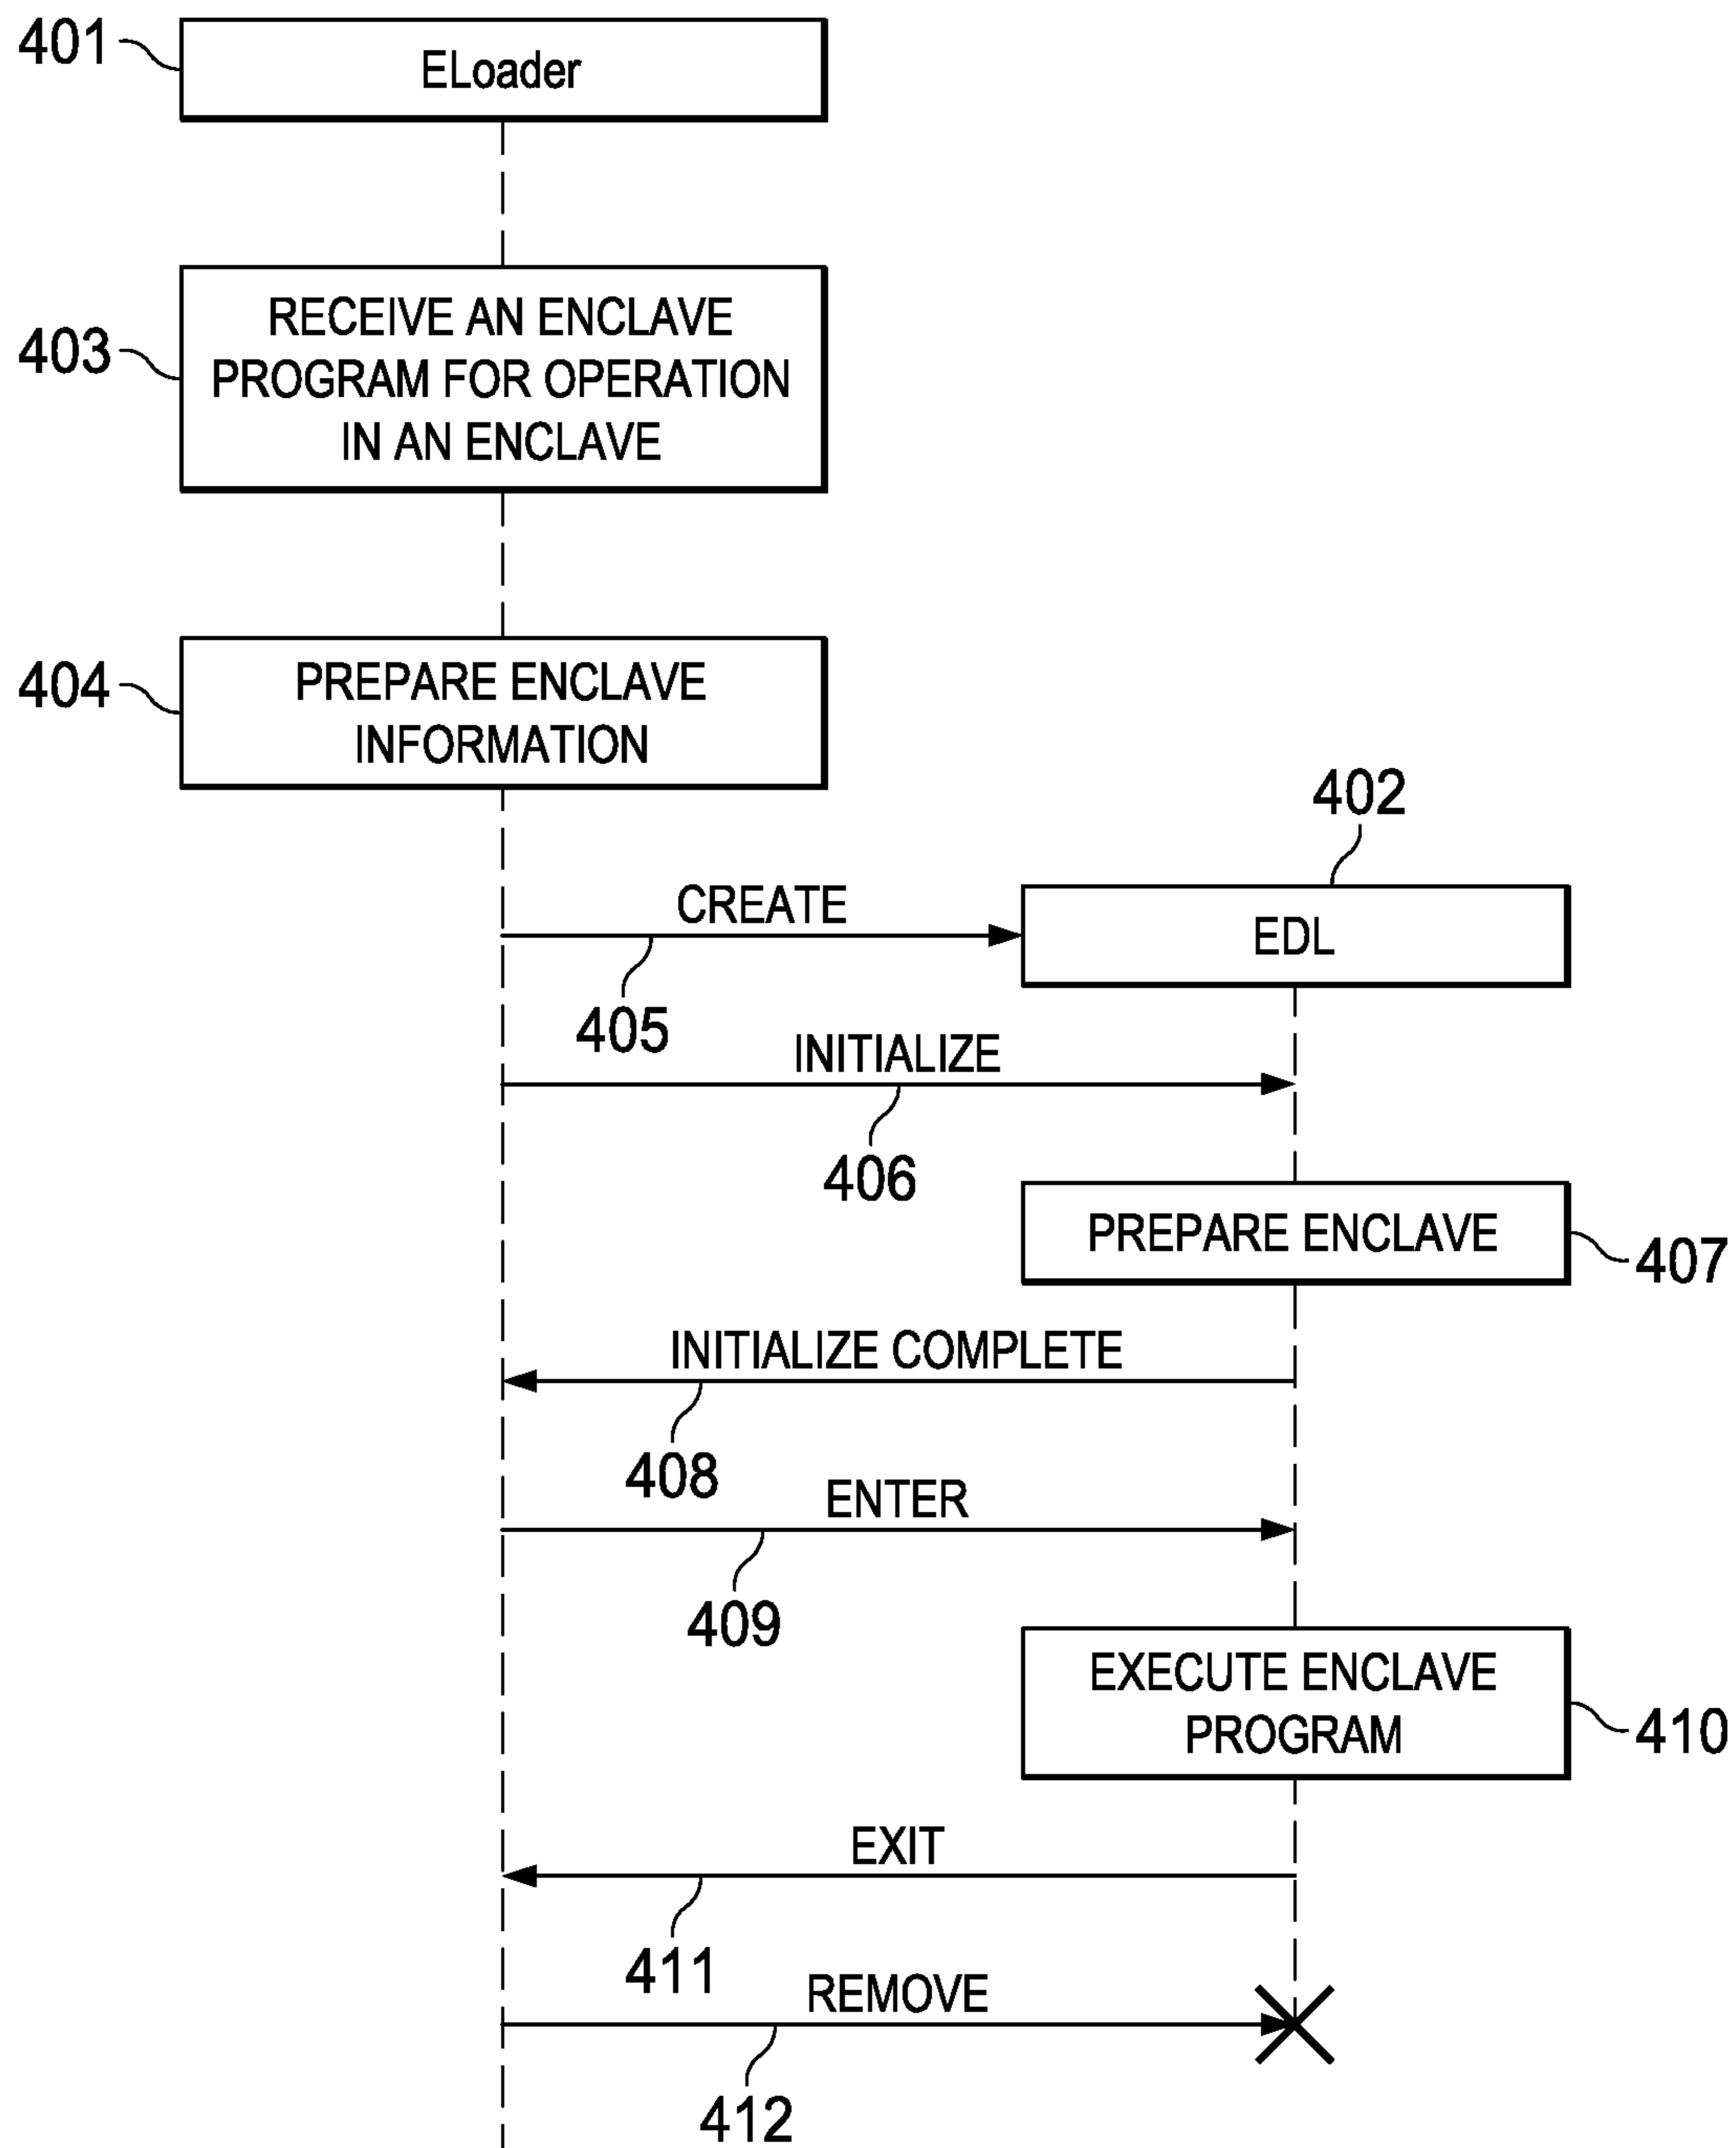 401
ELoader
403
RECEIVE AN ENCLAVE
PROGRAM FOR OPERATION
IN AN ENCLAVE
404
PREPARE ENCLAVE
INFORMATION
402
CREATE
EDL
405
INITIALIZE
406
PREPARE ENCLAVE
407
INITIALIZE COMPLETE
408
ENTER
409
EXECUTE ENCLAVE
PROGRAM
410
EXIT
411
REMOVE
412